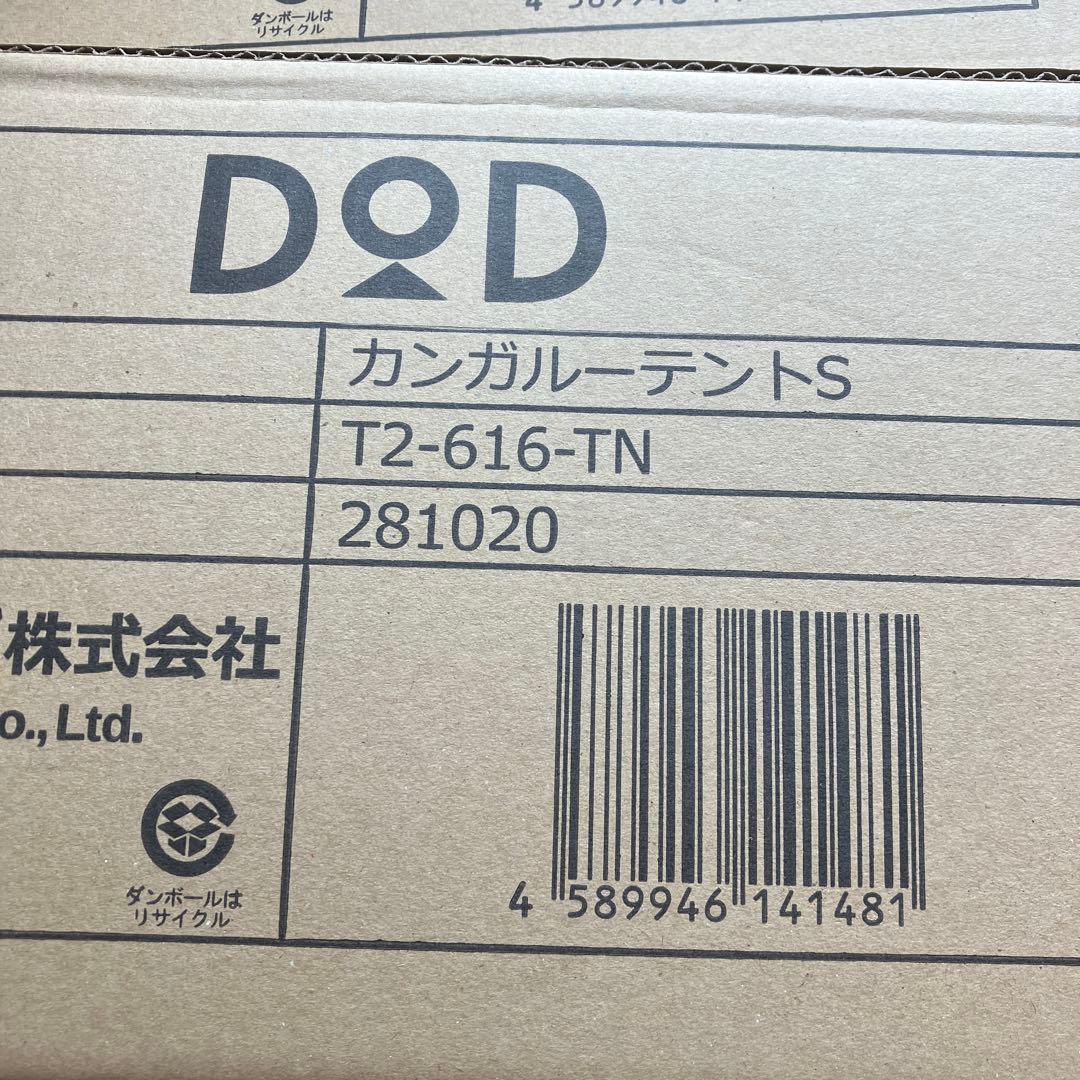 ダンボールは
リサイクル
DOD
カンガルーテントS
T2-616-TN
281020
株式会社
o.,Ltd.
ダンボールは
リサイクル
4 589946 141481